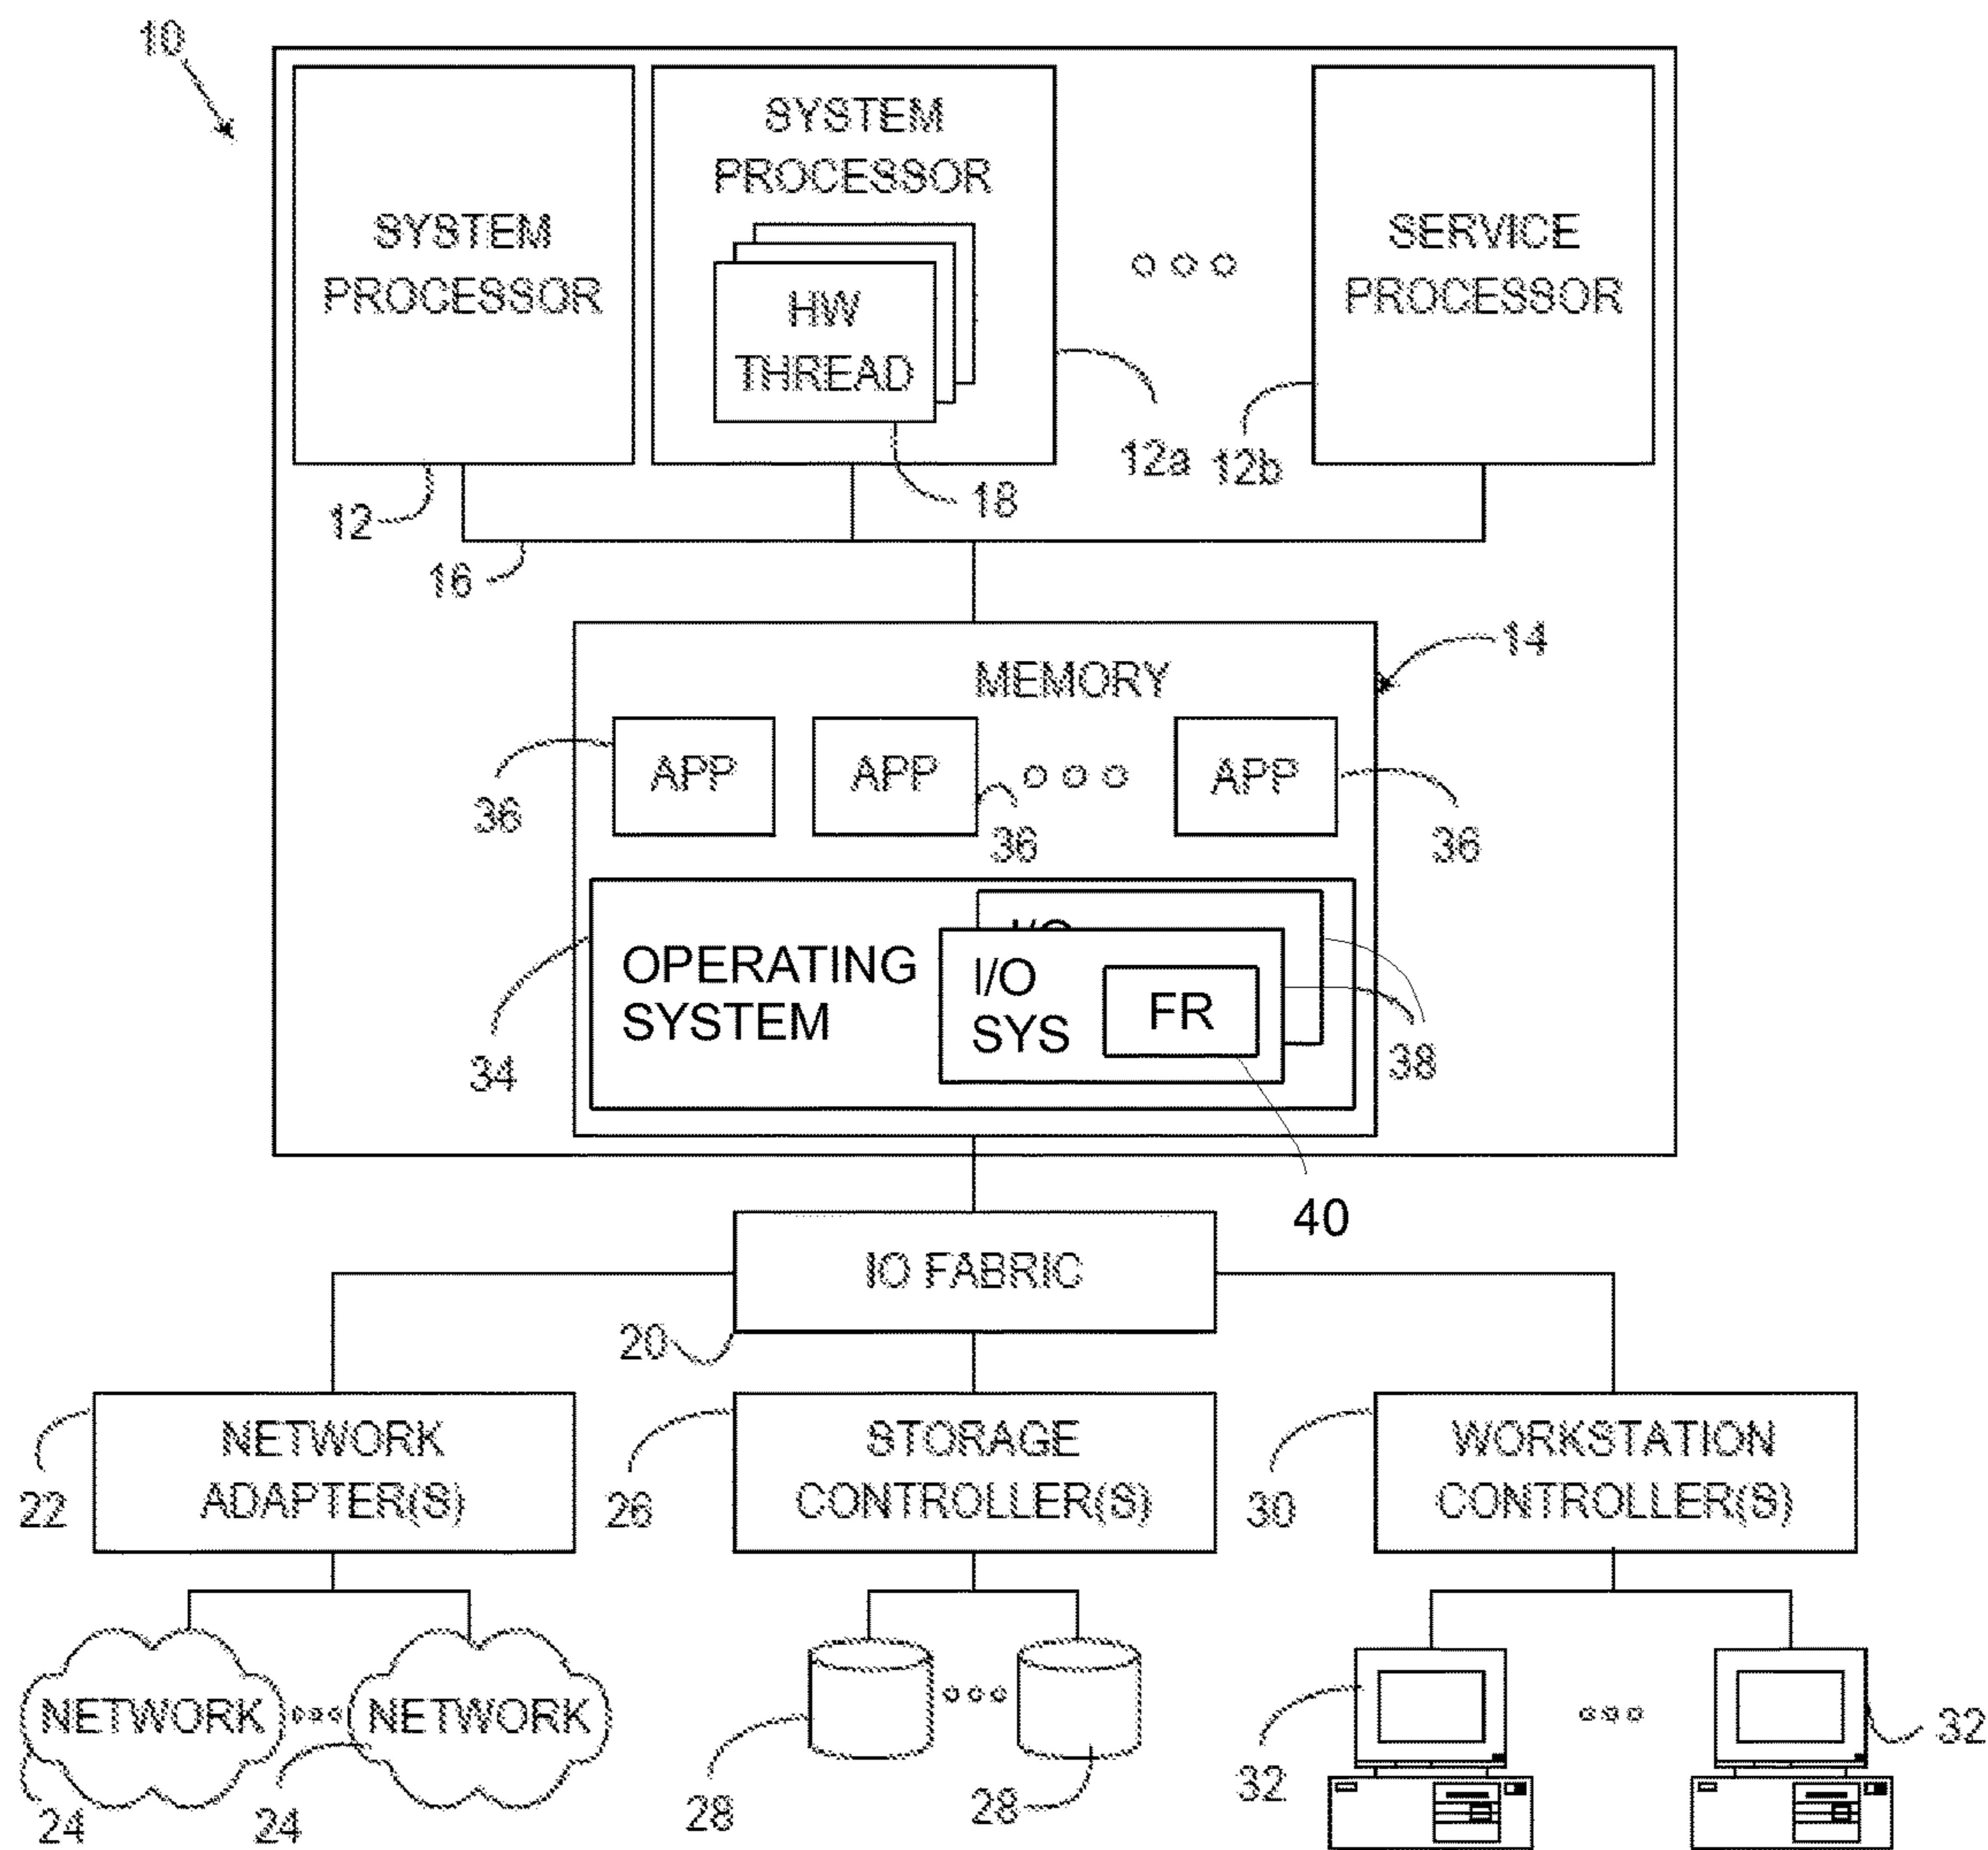 10
SYSTEM
PROCESSOR
SYSTEM
PROCESSOR
HW
THREAD
SERVICE
PROCESSOR
12
18
12a
12b
16
MEMORY
14
APP
APP
APP
36
36
36
I/O
OPERATING
SYSTEM
I/O
SYS
FR
34
38
40
IO FABRIC
20
NETWORK
ADAPTER(S)
22
STORAGE
CONTROLLER(S)
26
WORKSTATION
CONTROLLER(S)
30
NETWORK
NETWORK
24
24
28
28
32
32